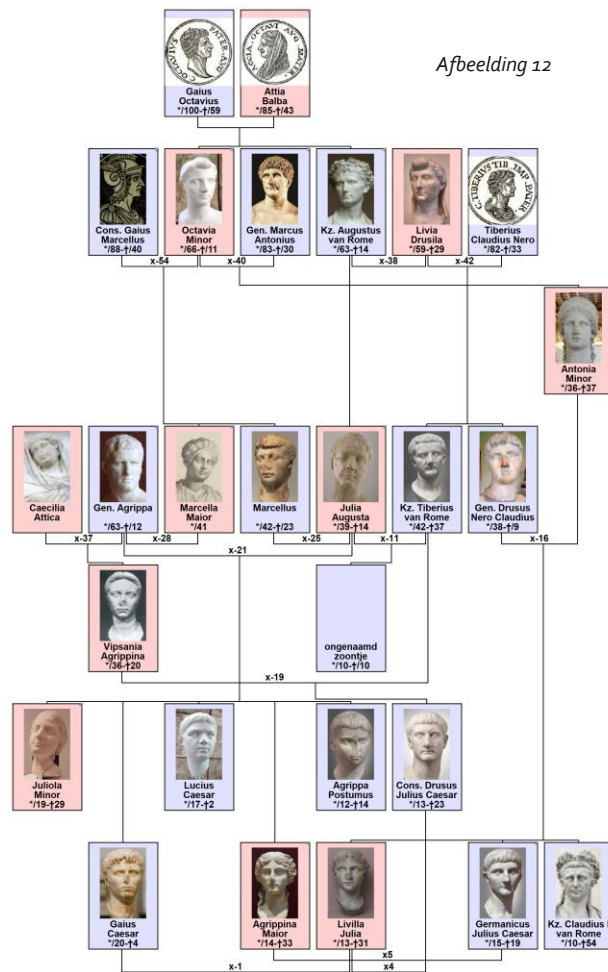 Afbeelding 12
COCTAVIVS PATER AVG
Gaius
Octavius
*/100-†/59
Attia
Balba
*/85-†/43
Cons. Gaius
Marcellus
*/88-†/40
Octavia
Minor
*/66-†/11
Gen. Marcus
Antonius
*/83-†/30
Kz. Augustus
van Rome
*/63-†14
Livia
Drusila
*/59-†29
C.TIBERIVS TIB IMP. PATER
Tiberius
Claudius Nero
*/82-†/33
x-54
x-40
x-38
x-42
Antonia
Minor
*/36-†37
Caecilia
Attica
Gen. Agrippa
*/63-†/12
Marcella
Maior
*/41
Marcellus
*/42-†/23
Julia
Augusta
*/39-†14
Kz. Tiberius
van Rome
*/42-†37
Gen. Drusus
Nero Claudius
*/38-†/9
x-37
x-28
x-25
x-11
x-16
x-21
Vipsania
Agrippina
*/36-†20
ongenaamd
zoontje
*/10-†/10
x-19
Juliola
Minor
*/19-†29
Lucius
Caesar
*/17-†2
Agrippa
Postumus
*/12-†14
Cons. Drusus
Julius Caesar
*/13-†23
Gaius
Caesar
*/20-†4
Agrippina
Maior
*/14-†33
Livilla
Julia
*/13-†31
Germanicus
Julius Caesar
*/15-†19
Kz. Claudius I
van Rome
*/10-†54
x5
x-1
x4